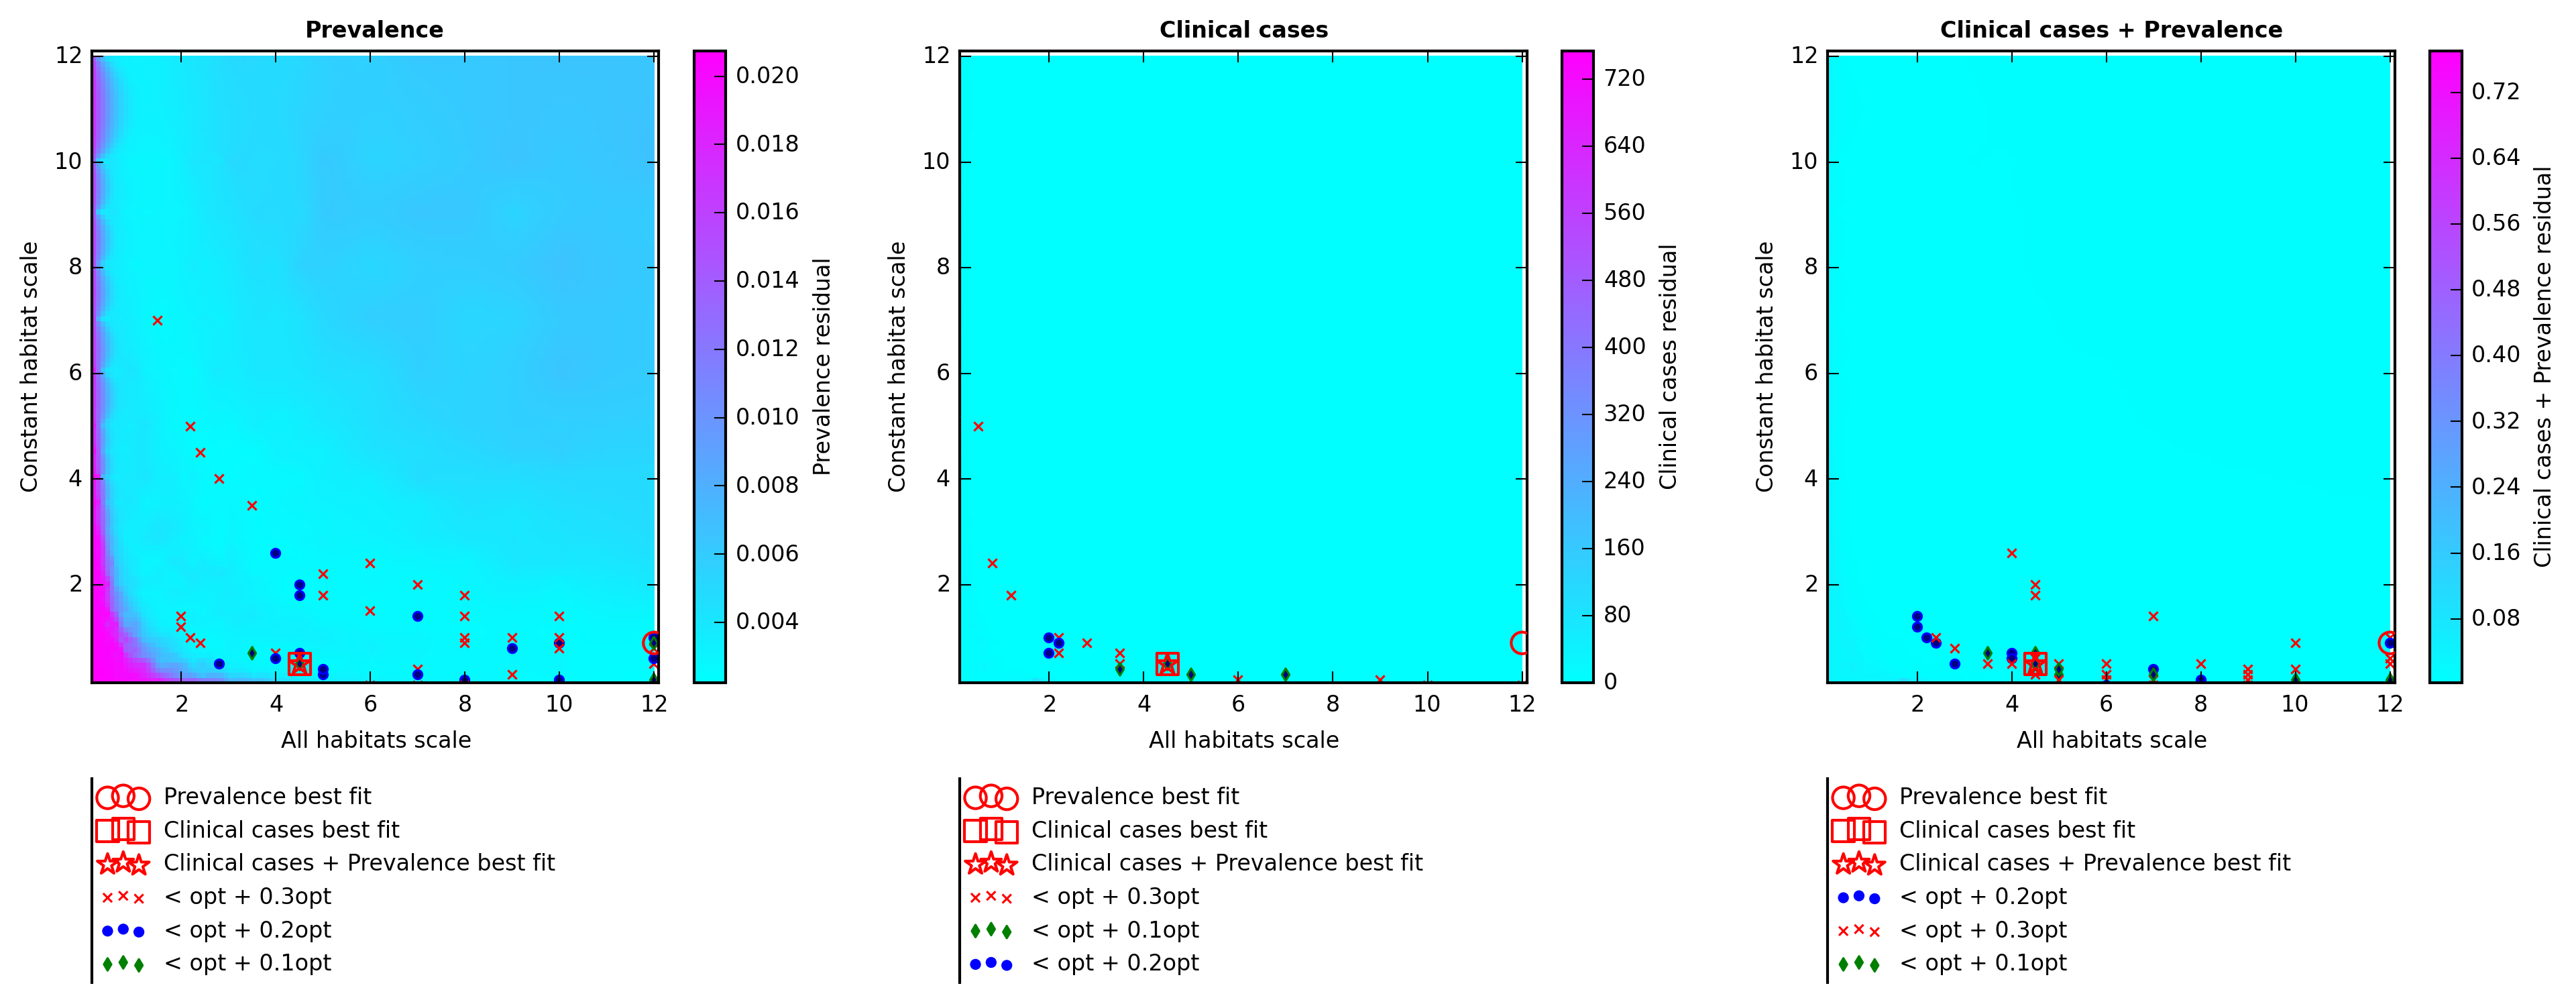 Prevalence
Constant habitat scale
12
10
8
6
4
2
2 4 6 8 10 12
All habitats scale
0.020
0.018
0.016
0.014
0.012
0.010
0.008
0.006
0.004
Prevalence residual
Prevalence best fit
Clinical cases best fit
Clinical cases + Prevalence best fit
< opt + 0.3opt
< opt + 0.2opt
< opt + 0.1opt
Clinical cases
Constant habitat scale
12
10
8
6
4
2
2 4 6 8 10 12
All habitats scale
720
640
560
480
400
320
240
160
80
0
Clinical cases residual
Prevalence best fit
Clinical cases best fit
Clinical cases + Prevalence best fit
< opt + 0.3opt
< opt + 0.1opt
< opt + 0.2opt
Clinical cases + Prevalence
Constant habitat scale
12
10
8
6
4
2
2 4 6 8 10 12
All habitats scale
0.72
0.64
0.56
0.48
0.40
0.32
0.24
0.16
0.08
Clinical cases + Prevalence residual
Prevalence best fit
Clinical cases best fit
Clinical cases + Prevalence best fit
< opt + 0.2opt
< opt + 0.3opt
< opt + 0.1opt